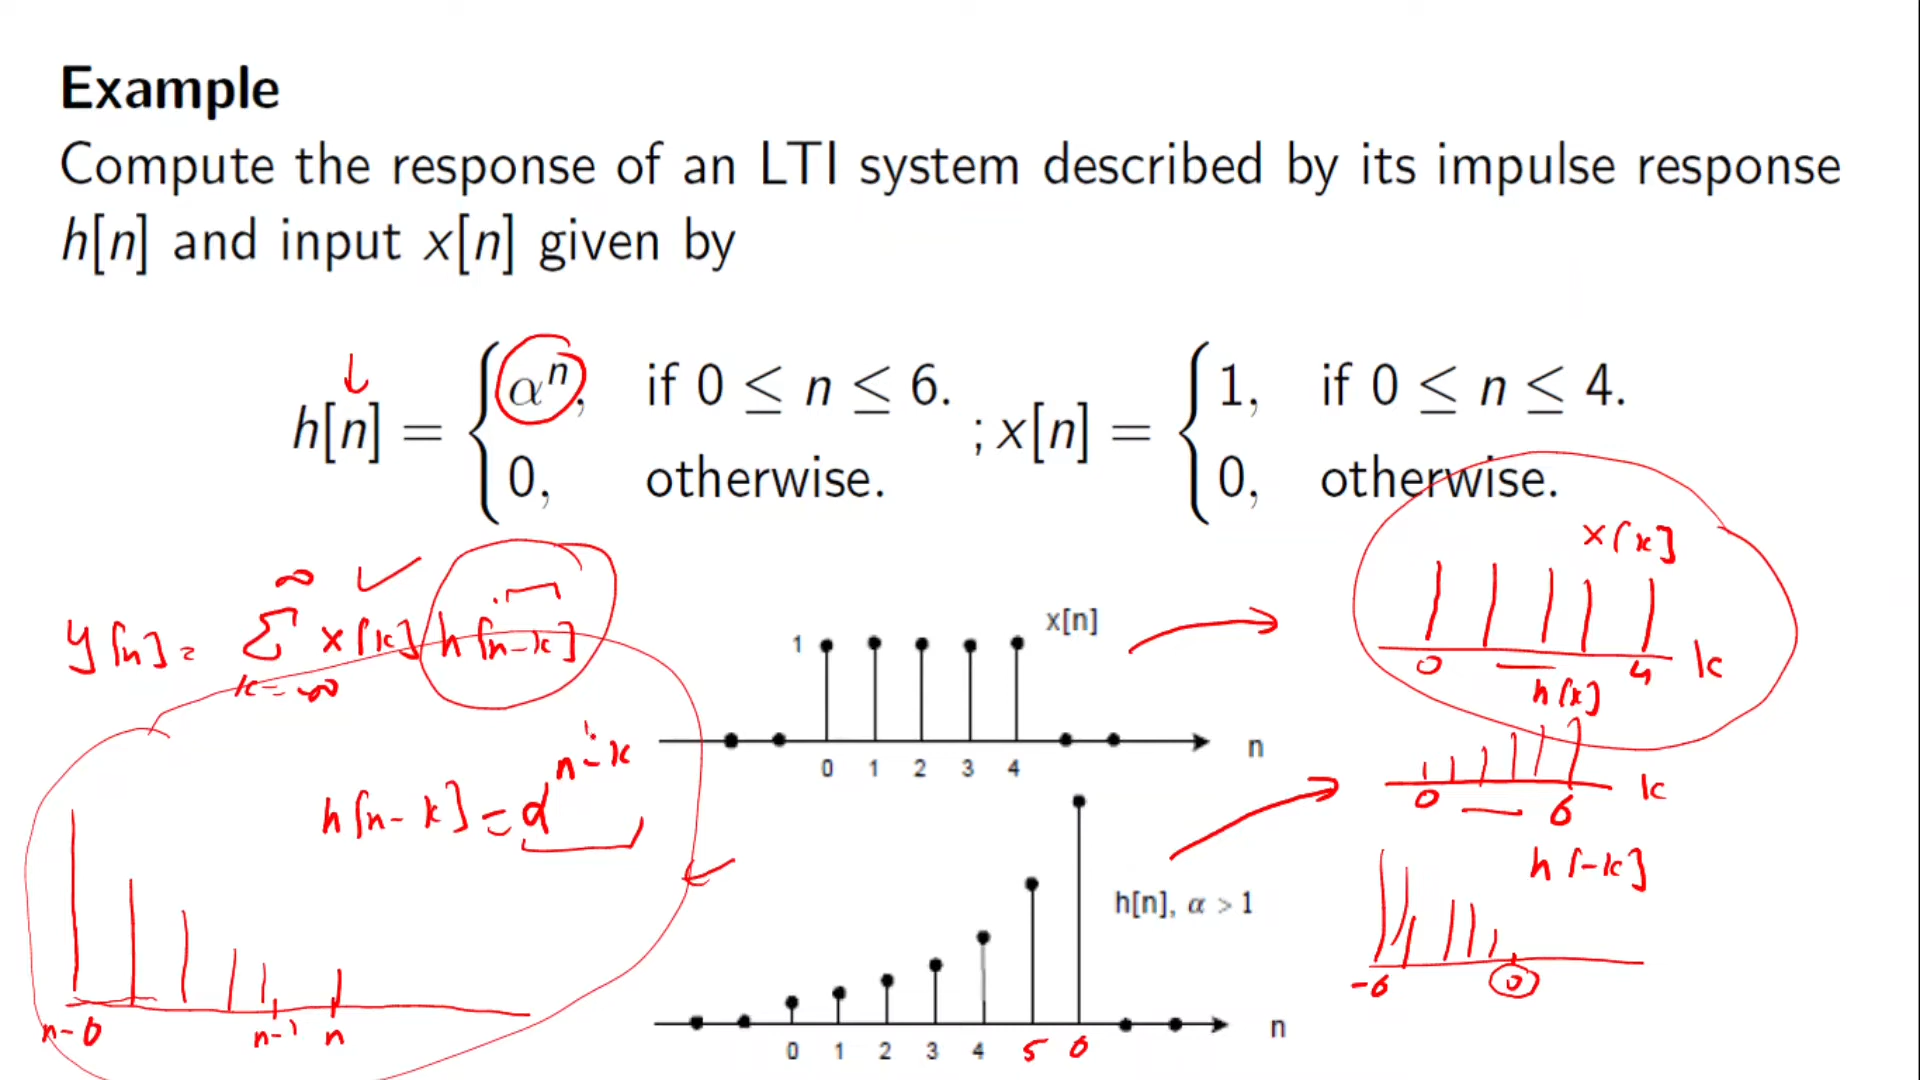 Example
Compute the response of an LTI system described by its impulse response
h[n] and input x[n] given by
h[n] = { αⁿ, if 0 ≤ n ≤ 6. ; x[n] = { 1, if 0 ≤ n ≤ 4.
0, otherwise. 0, otherwise.
y[n] = ∑ x[k] h[n-k]
∞
k=-∞
h[n-k] = α^(n-k)
n-6 n-1 n
1 x[n]
0 1 2 3 4 n
h[n], α > 1
0 1 2 3 4 5 6 n
x[k]
0 4 k
h[k]
0 6 k
h[-k]
-6 0